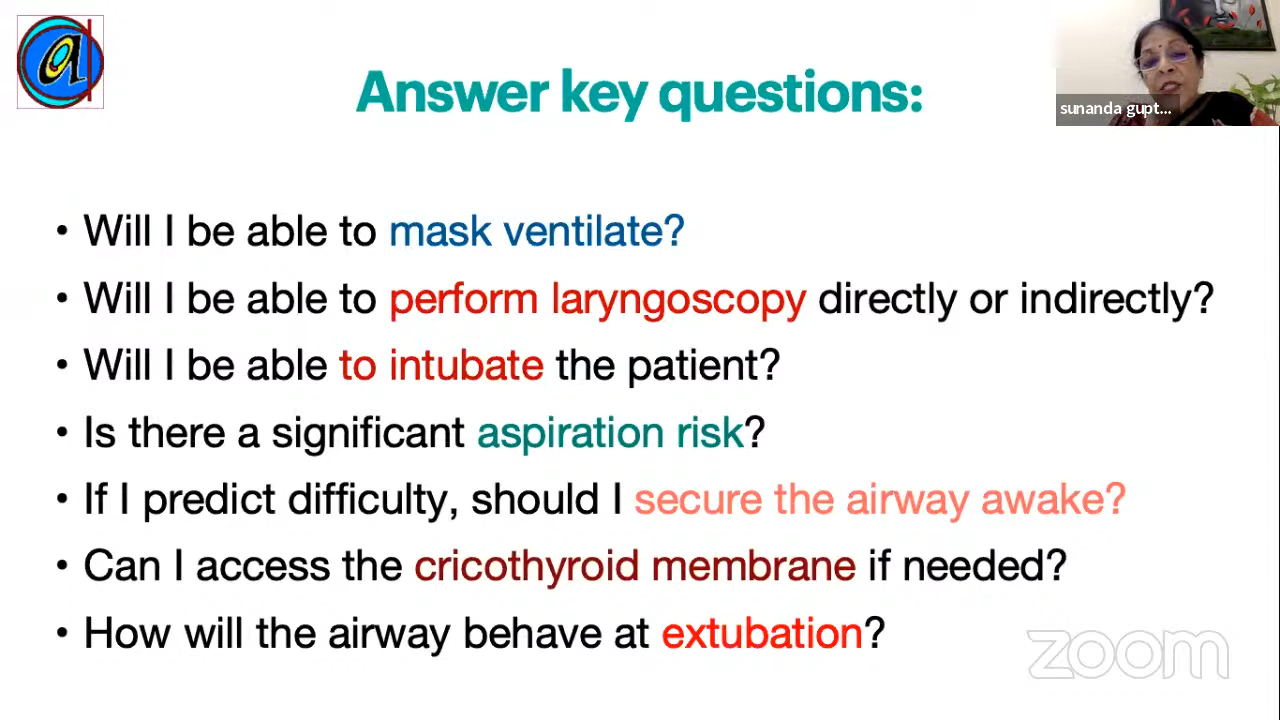 Answer key questions:
sunanda gupt...
• Will I be able to mask ventilate?
• Will I be able to perform laryngoscopy directly or indirectly?
• Will I be able to intubate the patient?
• Is there a significant aspiration risk?
• If I predict difficulty, should I secure the airway awake?
• Can I access the cricothyroid membrane if needed?
• How will the airway behave at extubation?
zoom